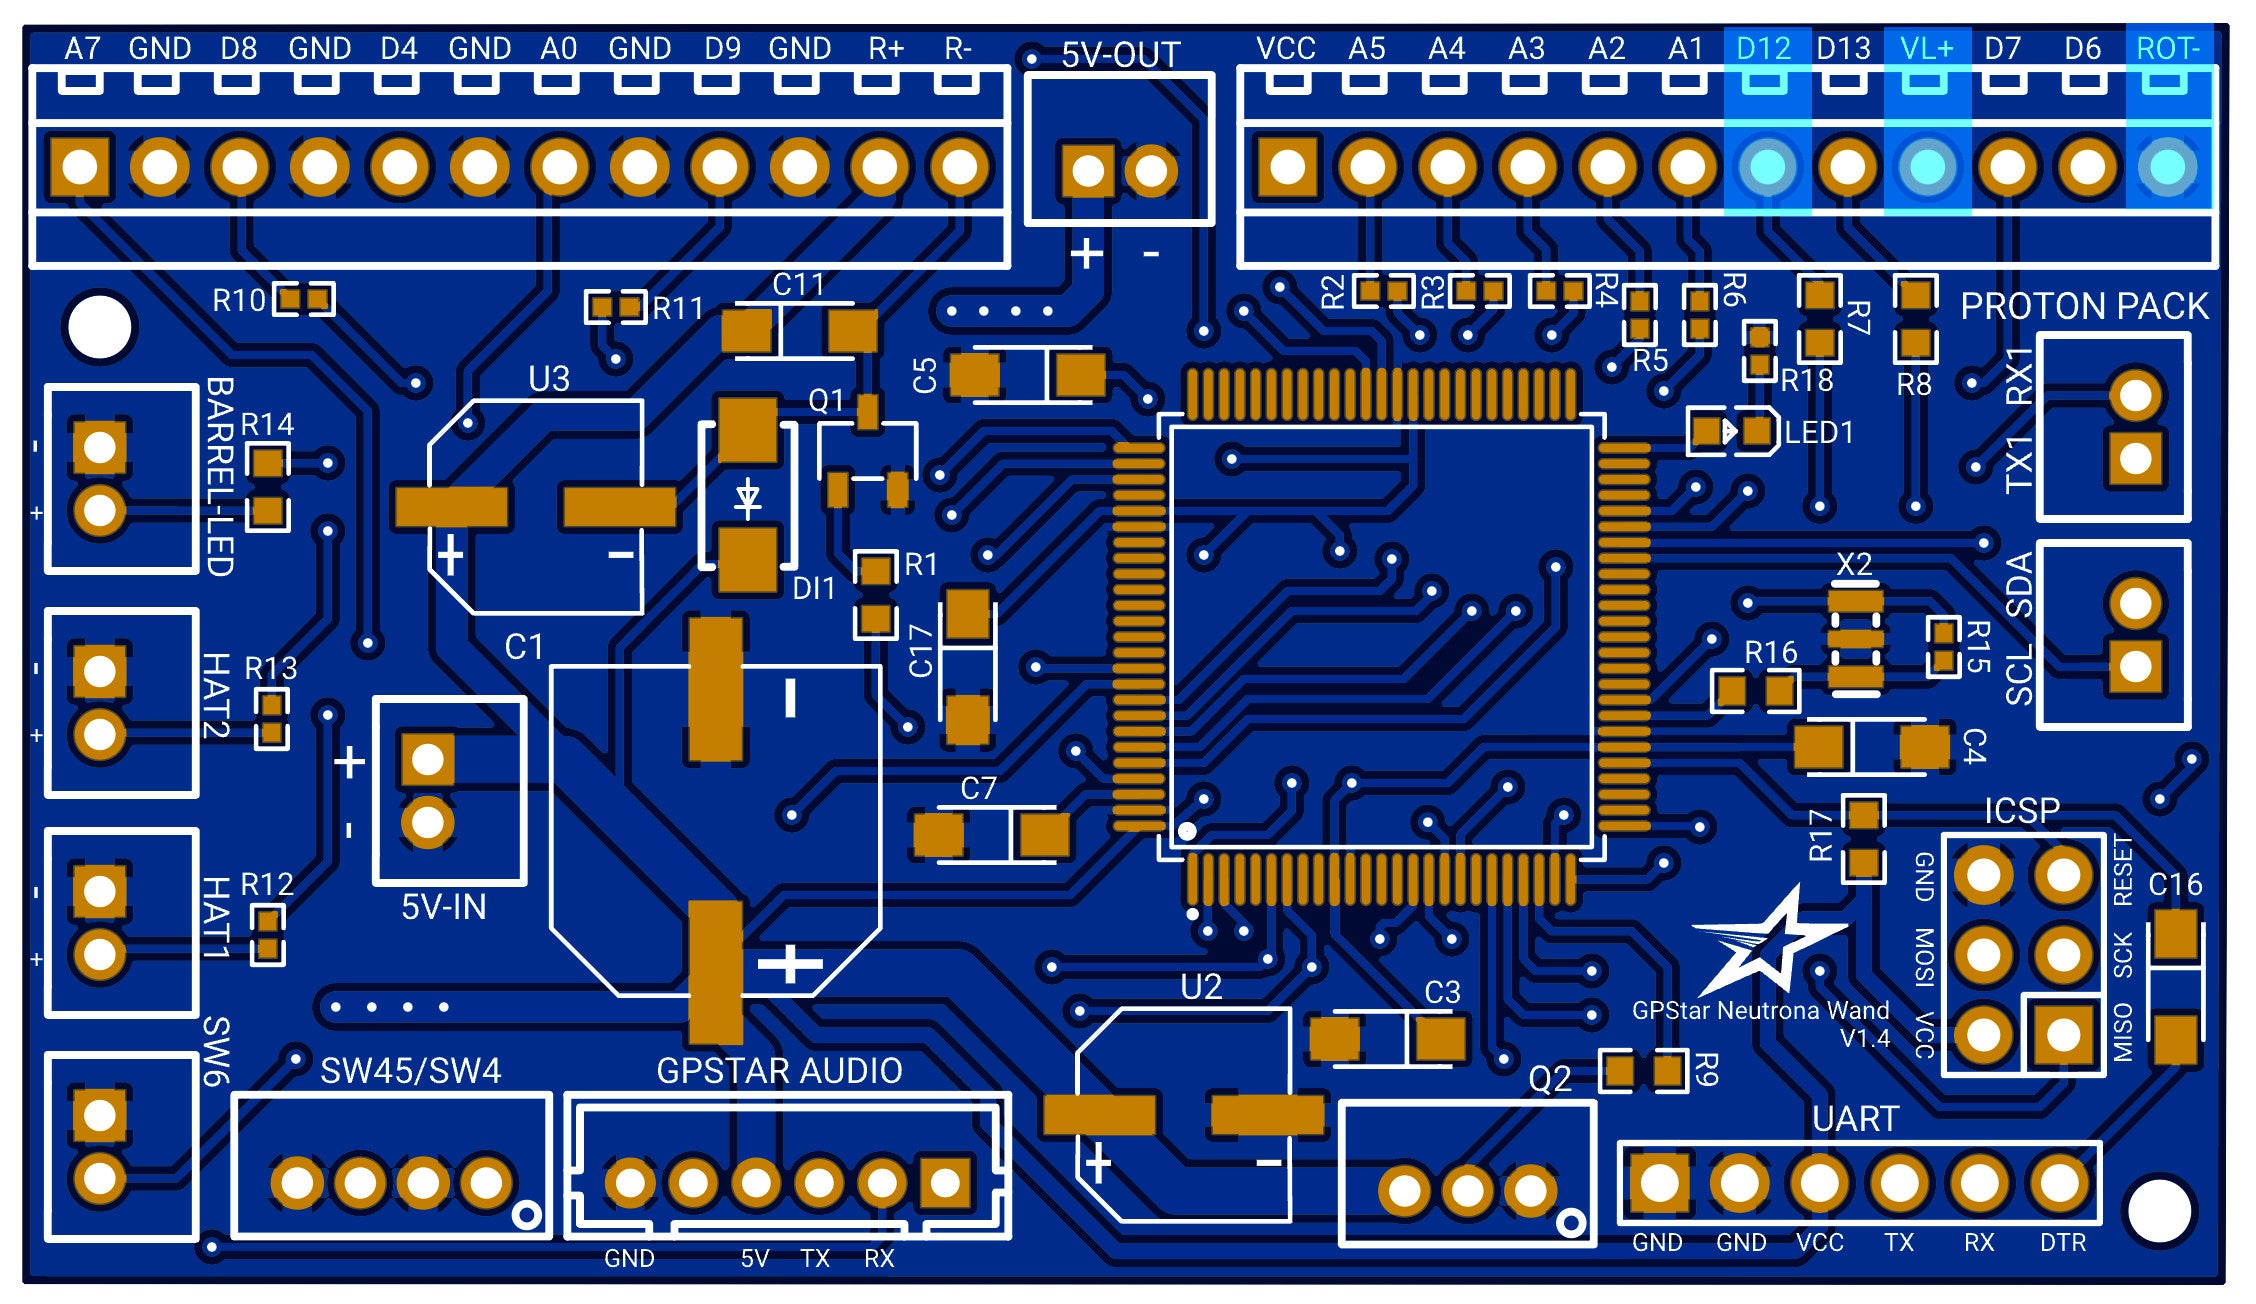 A7 GND D8 GND D4 GND A0 GND D9 GND R+ R-
5V-OUT
VCC A5 A4 A3 A2 A1 D12 D13 VL+ D7 D6 ROT-
+ -
R10
R11
C11
R2
R3
R4
R5
R6
R7
R8
R18
LED1
PROTON PACK
TX1 RX1
U3
Q1
C5
BARREL-LED
- +
R14
+ -
DI1
R1
C17
C1
X2
R15
R16
SCL SDA
HAT2
- +
R13
+ -
5V-IN
C7
C4
R17
ICSP
GND RESET
MOSI SCK
VCC MISO
C16
HAT1
- +
R12
- +
U2
+ -
C3
GPStar Neutrona Wand
V1.4
SW6
SW45/SW4
GPSTAR AUDIO
GND 5V TX RX
Q2
R9
UART
GND GND VCC TX RX DTR